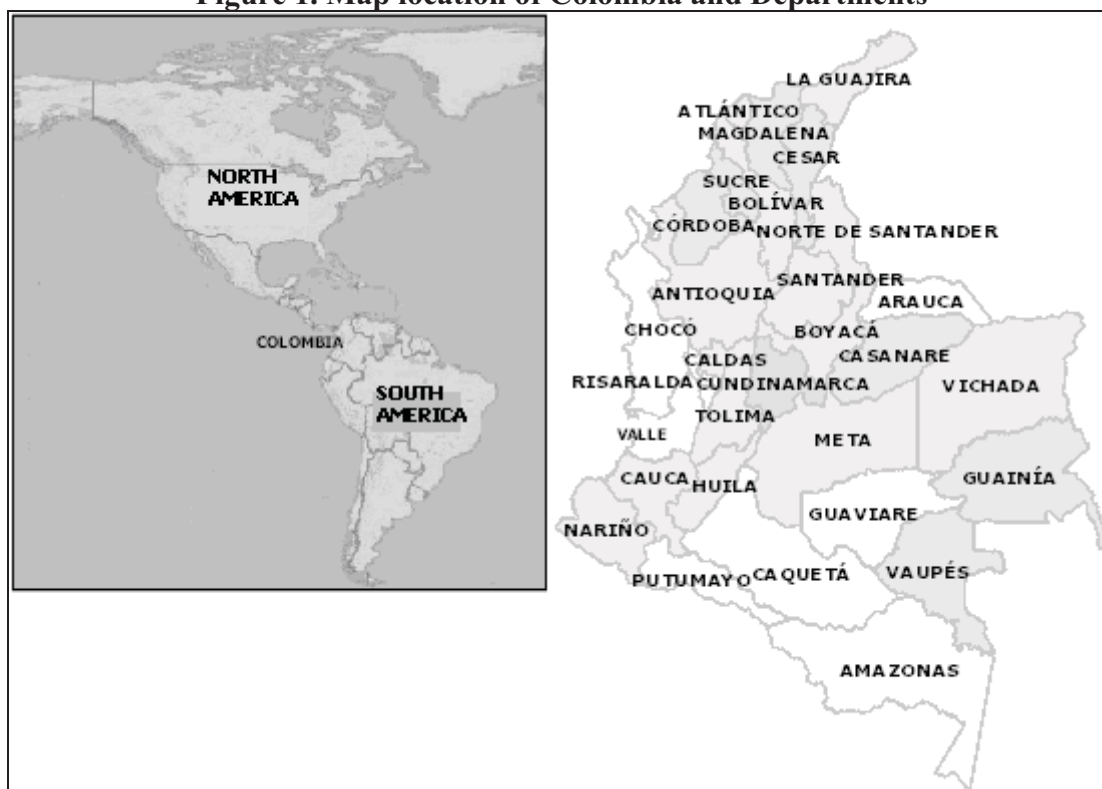 Figure 1. Map location of Colombia and Departments
NORTH
AMERICA
COLOMBIA
SOUTH
AMERICA
LA GUAJIRA
ATLÁNTICO
MAGDALENA
CESAR
SUCRE
BOLÍVAR
CÓRDOBA
NORTE DE SANTANDER
SANTANDER
ANTIOQUIA
ARAUCA
CHOCÓ
BOYACÁ
CALDAS
CASANARE
RISARALDA
CUNDINAMARCA
VICHADA
TOLIMA
VALLE
META
CAUCA
HUILA
GUAINÍA
GUAVIARE
NARIÑO
PUTUMAYO
CAQUETÁ
VAUPÉS
AMAZONAS